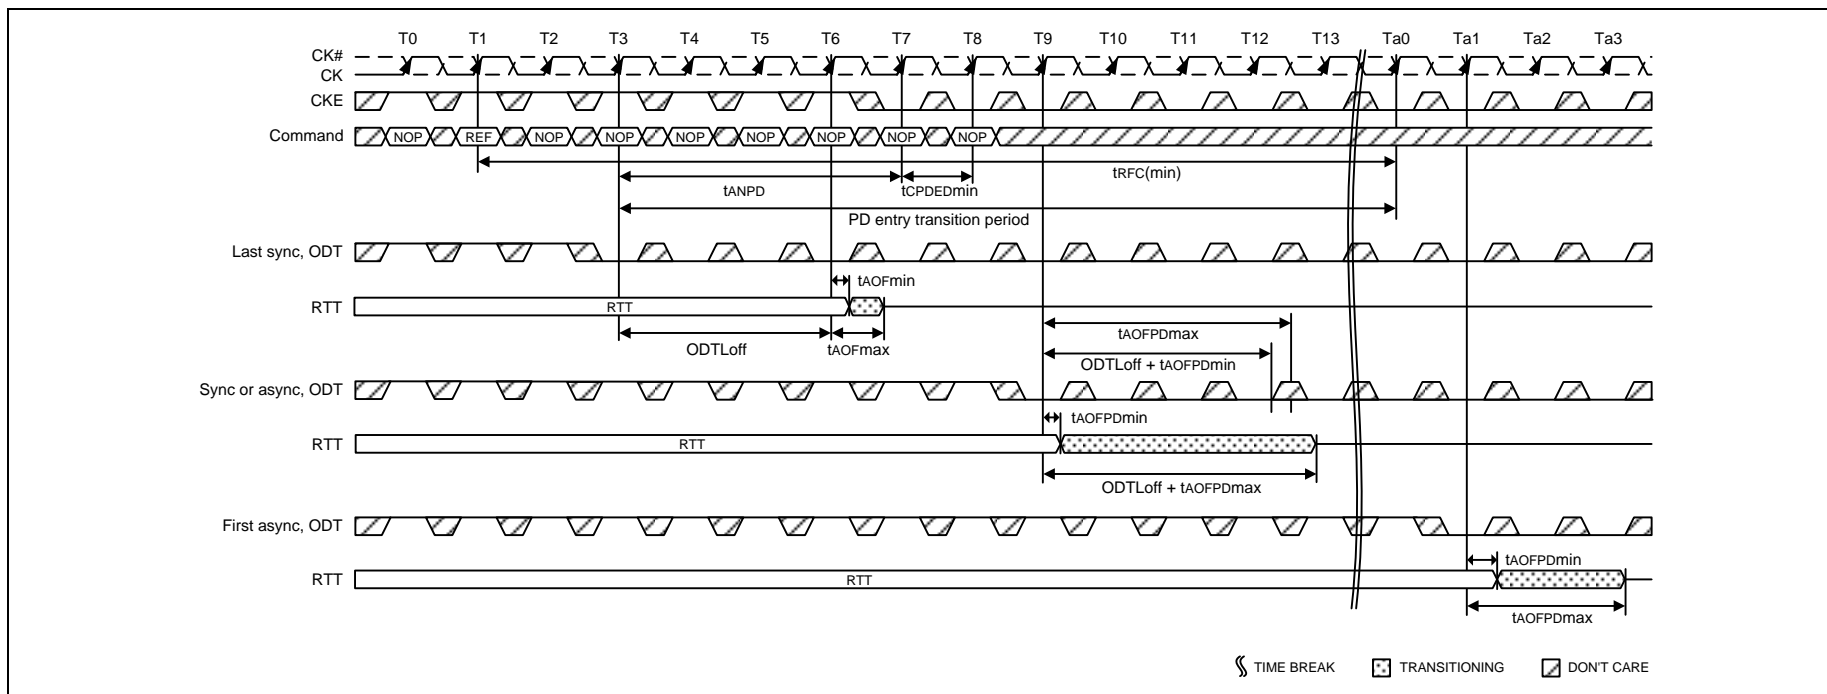 T0 T1 T2 T3 T4 T5 T6 T7 T8 T9 T10 T11 T12 T13 Ta0 Ta1 Ta2 Ta3
CK#
CK
CKE
Command NOP REF NOP NOP NOP NOP NOP NOP NOP
tRFC(min)
tANPD tCPDEDmin
PD entry transition period
Last sync, ODT
tAOFmin
RTT RTT
tAOFPDmax
ODTLoff tAOFmax
ODTLoff + tAOFPDmin
Sync or async, ODT
tAOFPDmin
RTT RTT
ODTLoff + tAOFPDmax
First async, ODT
tAOFPDmin
RTT RTT
tAOFPDmax
TIME BREAK TRANSITIONING DON'T CARE